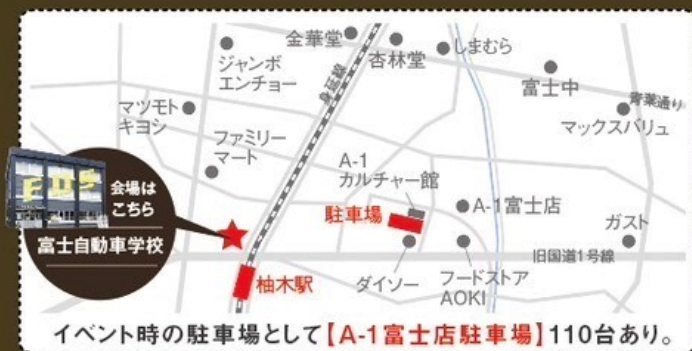 金華堂
しまむら
ジャンボ
エンチョー
杏林堂
身延線
富士中
青葉通り
マツモト
キヨシ
マックスバリュ
ファミリー
マート
EDS
会場は
こちら
A-1
カルチャー館
富士自動車学校
駐車場
A-1富士店
ガスト
旧国道1号線
柚木駅
ダイソー
フードストア
AOKI
イベント時の駐車場として【A-1富士店駐車場】110台あり。